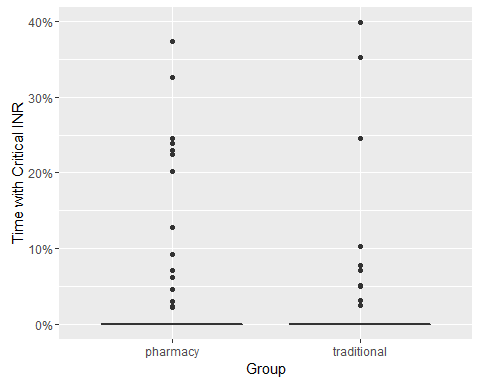 40%
30%
20%
10%
0%
Time with Critical INR
pharmacy
traditional
Group